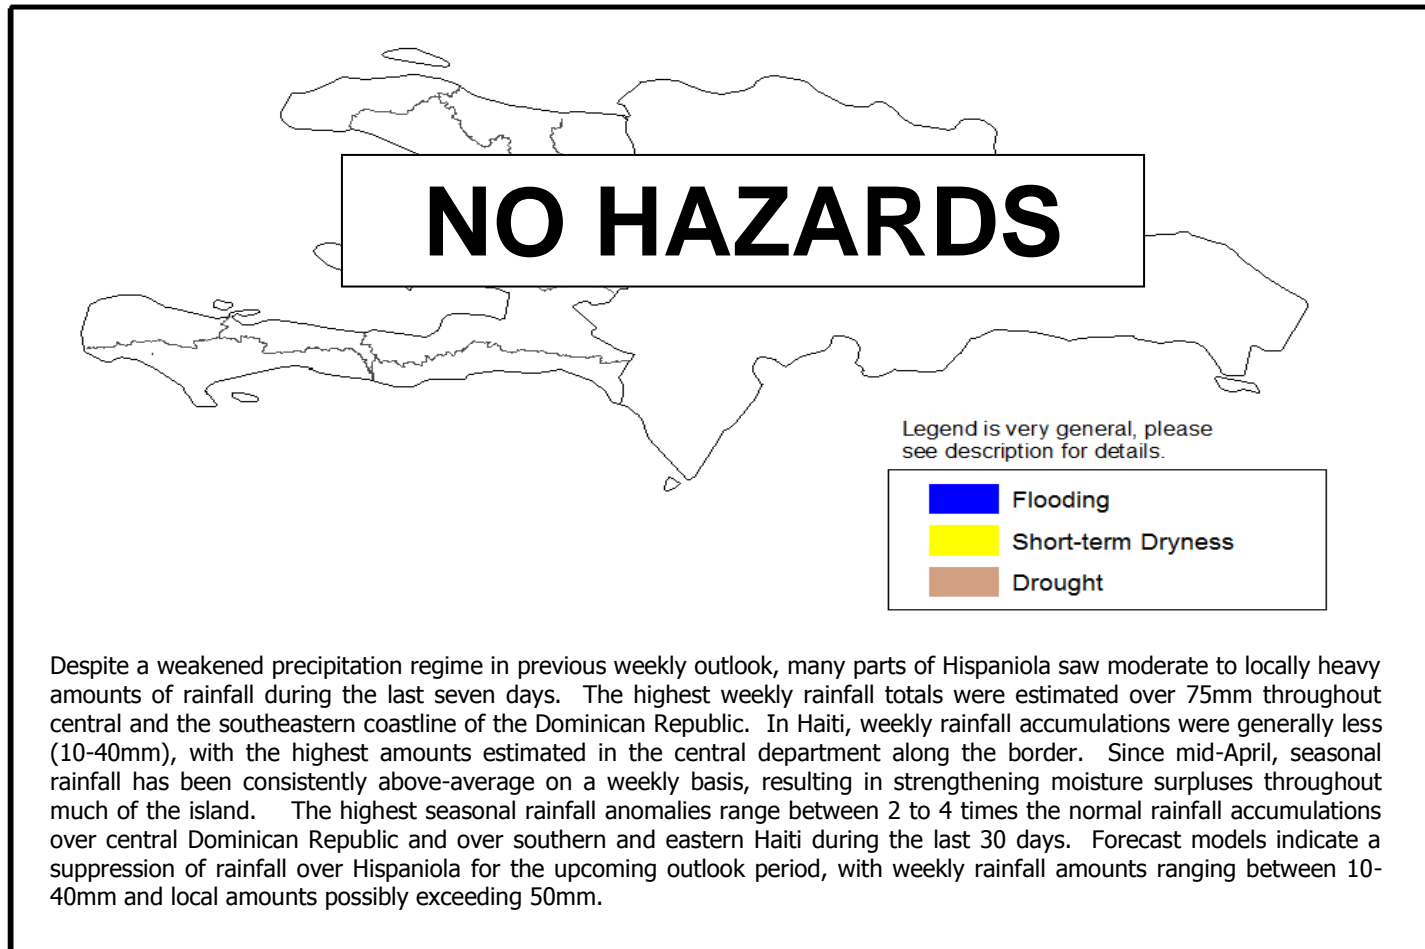 NO HAZARDS
Legend is very general, please
see description for details.
Flooding
Short-term Dryness
Drought
Despite a weakened precipitation regime in previous weekly outlook, many parts of Hispaniola saw moderate to locally heavy
amounts of rainfall during the last seven days. The highest weekly rainfall totals were estimated over 75mm throughout
central and the southeastern coastline of the Dominican Republic. In Haiti, weekly rainfall accumulations were generally less
(10-40mm), with the highest amounts estimated in the central department along the border. Since mid-April, seasonal
rainfall has been consistently above-average on a weekly basis, resulting in strengthening moisture surpluses throughout
much of the island. The highest seasonal rainfall anomalies range between 2 to 4 times the normal rainfall accumulations
over central Dominican Republic and over southern and eastern Haiti during the last 30 days. Forecast models indicate a
suppression of rainfall over Hispaniola for the upcoming outlook period, with weekly rainfall amounts ranging between 10-
40mm and local amounts possibly exceeding 50mm.